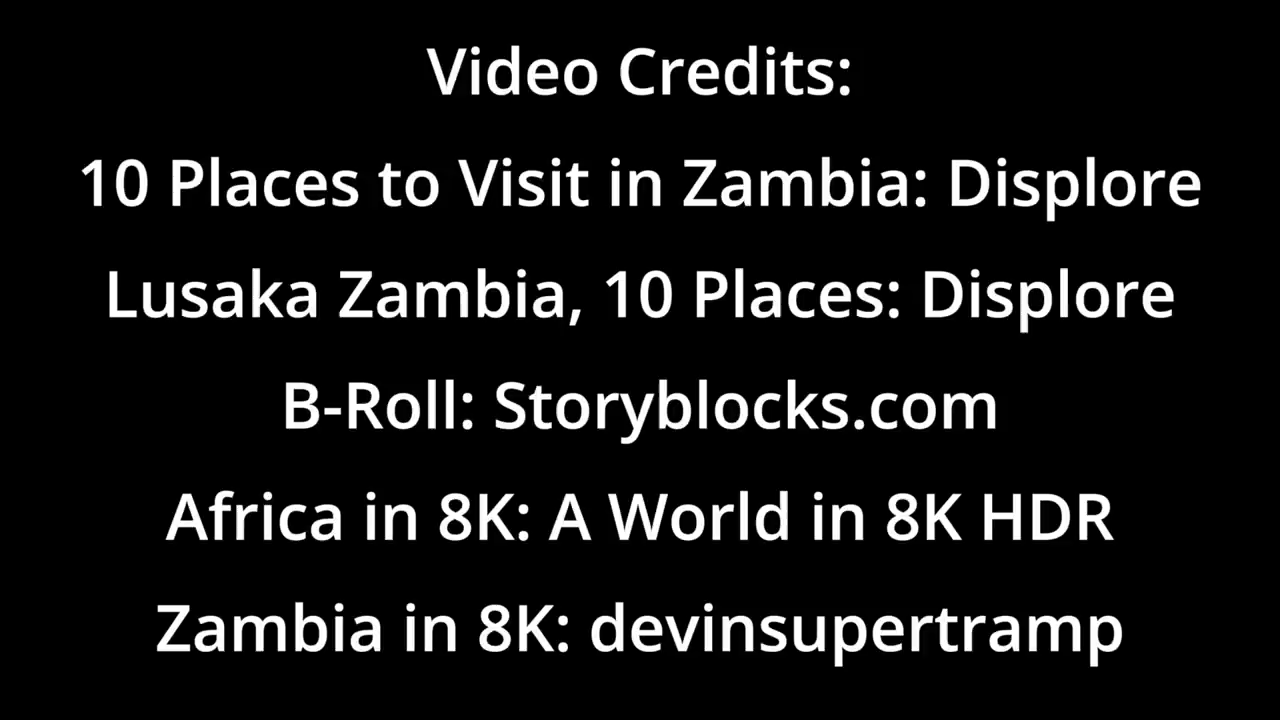 Video Credits:
10 Places to Visit in Zambia: Displore
Lusaka Zambia, 10 Places: Displore
B-Roll: Storyblocks.com
Africa in 8K: A World in 8K HDR
Zambia in 8K: devinsupertramp